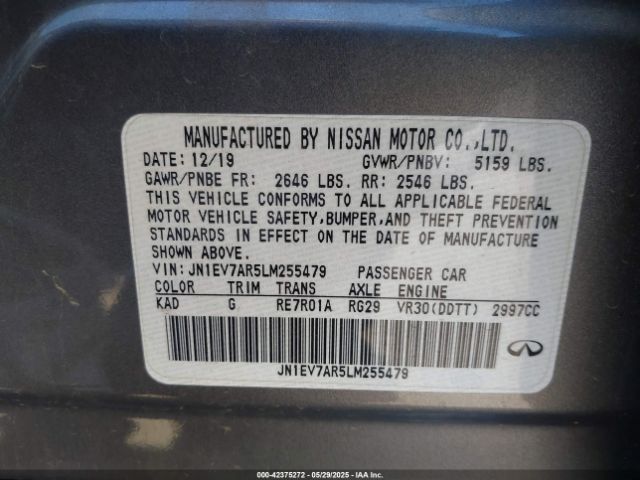 MANUFACTURED BY NISSAN MOTOR CO.,LTD.
DATE: 12/19 GVWR/PNBV: 5159 LBS.
GAWR/PNBE FR: 2646 LBS. RR: 2546 LBS.
THIS VEHICLE CONFORMS TO ALL APPLICABLE FEDERAL
MOTOR VEHICLE SAFETY,BUMPER,AND THEFT PREVENTION
STANDARDS IN EFFECT ON THE DATE OF MANUFACTURE
SHOWN ABOVE.
VIN: JN1EV7AR5LM255479 PASSENGER CAR
COLOR TRIM TRANS AXLE ENGINE
KAD G RE7R01A RG29 VR30(DDTT) 2997CC
JN1EV7AR5LM255479
000-42375272 - 05/29/2025 - IAA Inc.